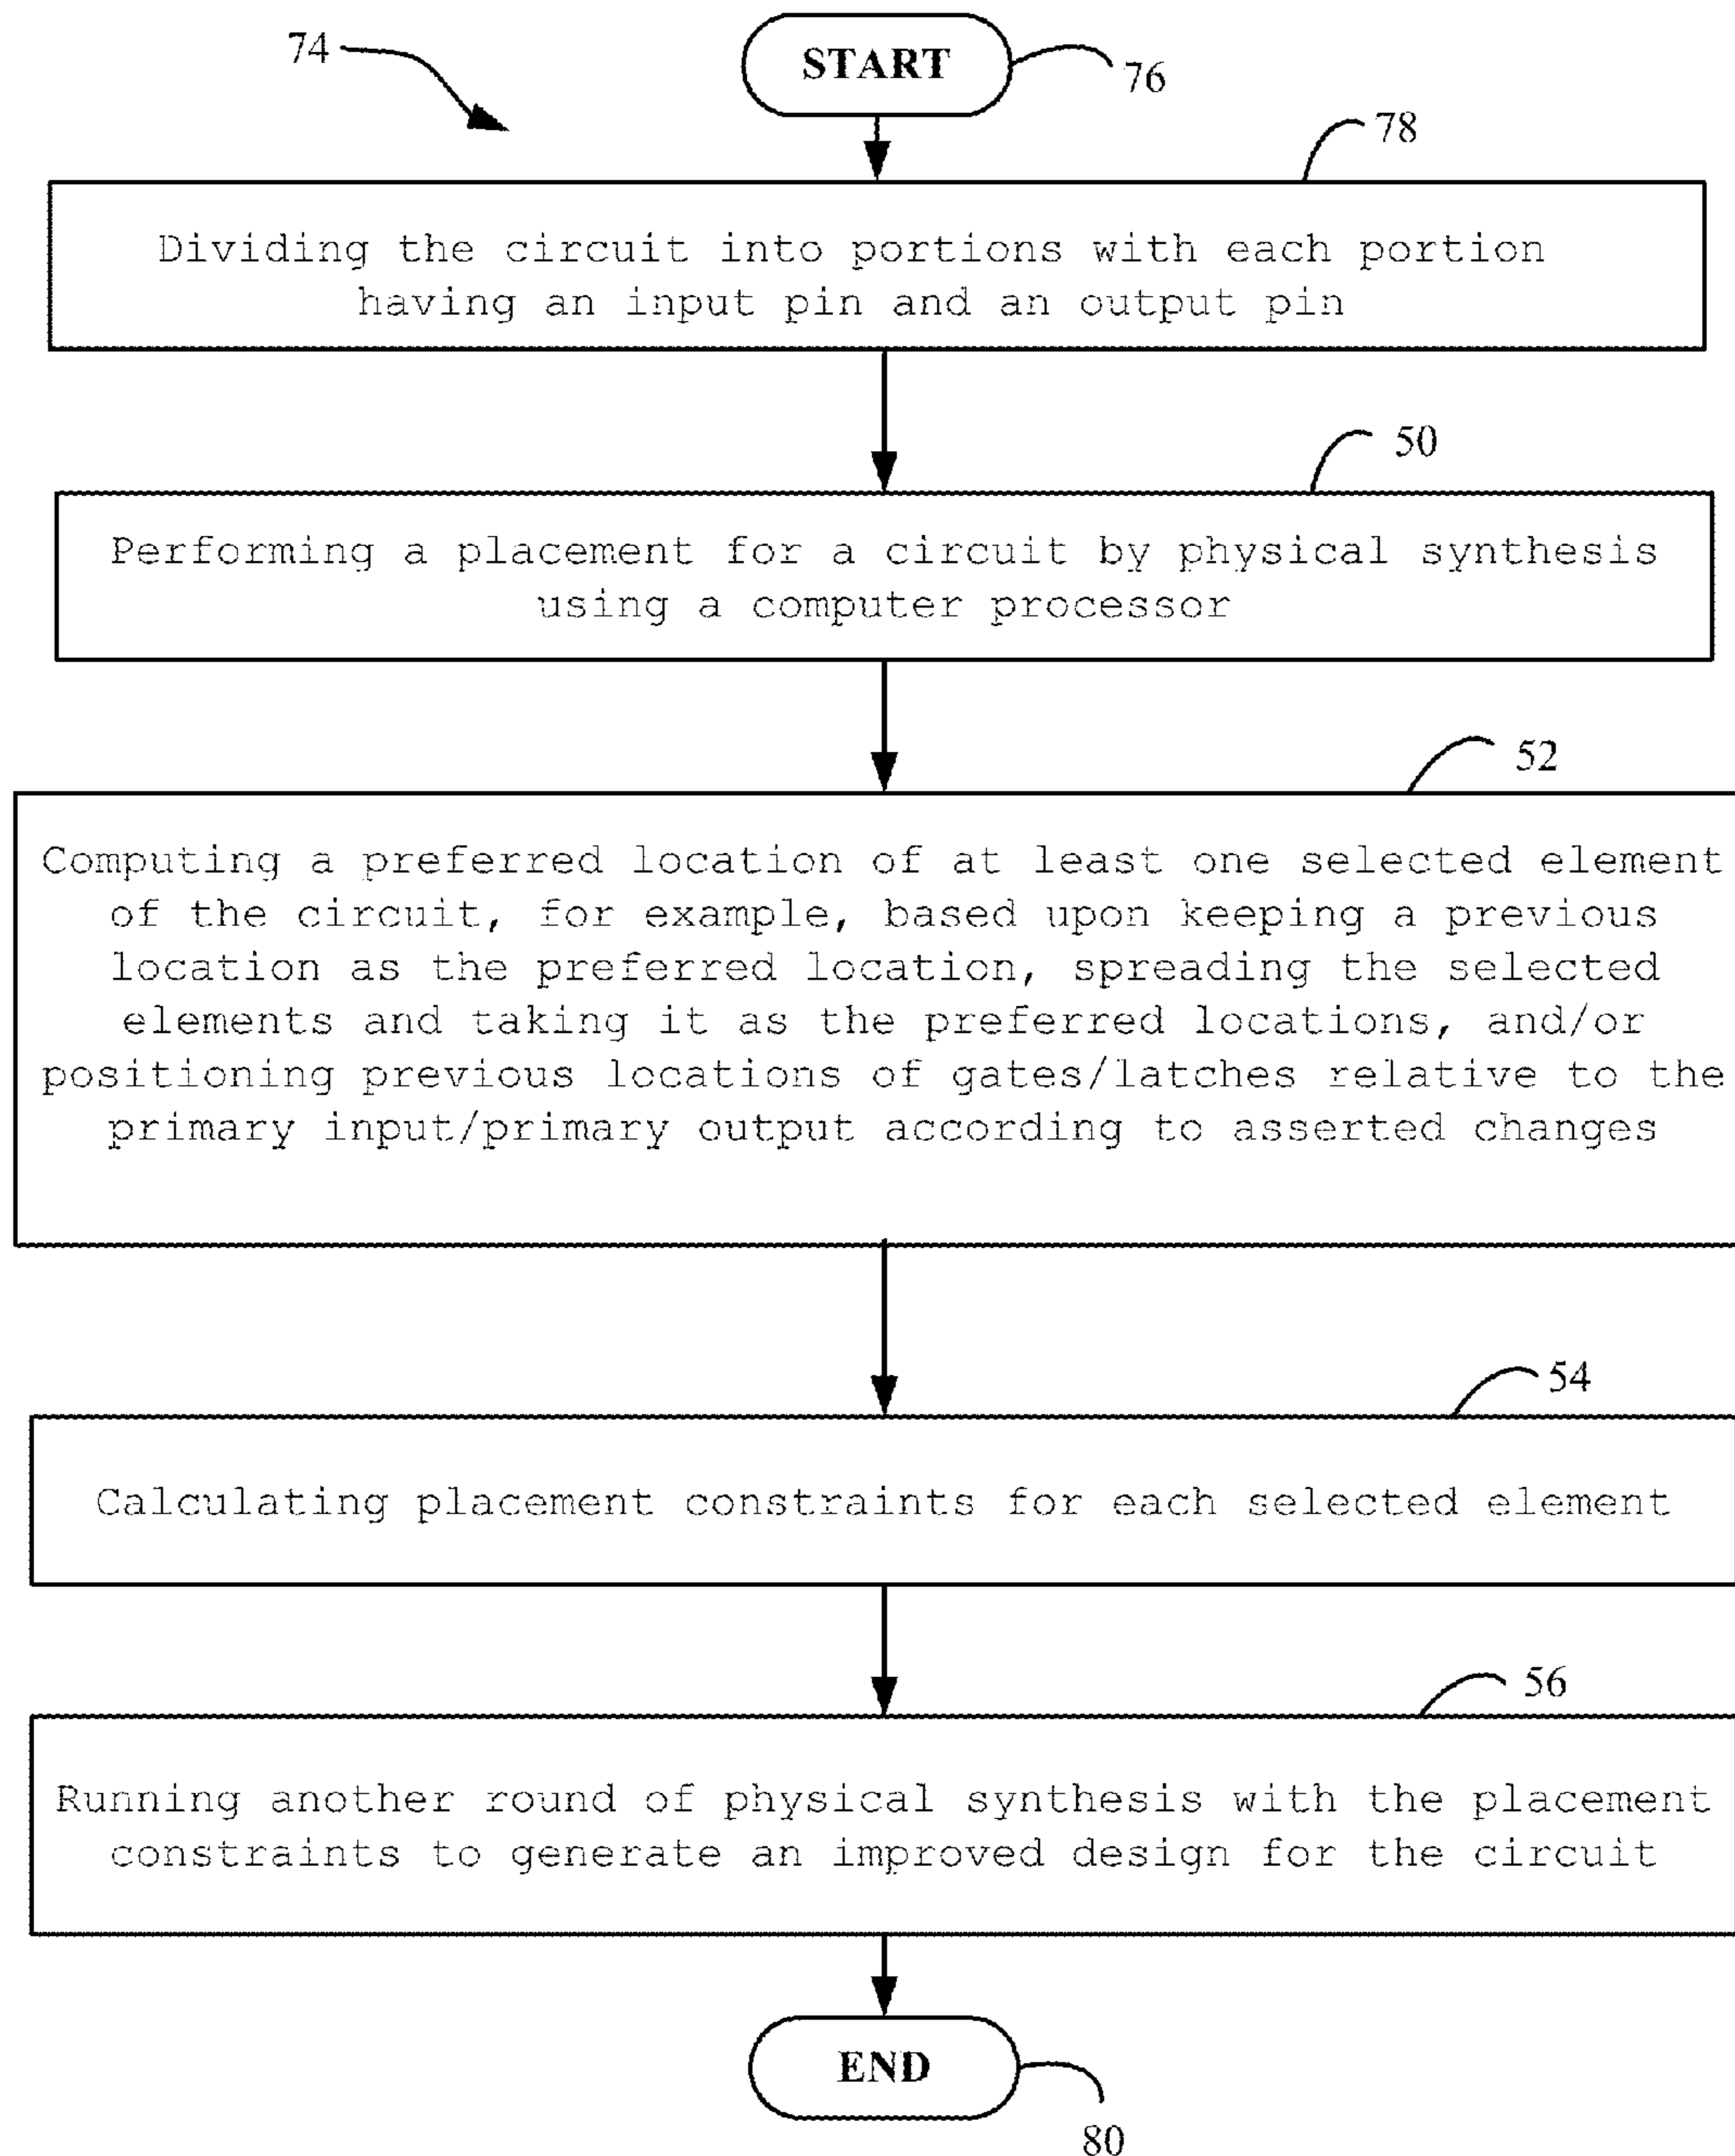 74
START
76
78
Dividing the circuit into portions with each portion
having an input pin and an output pin
50
Performing a placement for a circuit by physical synthesis
using a computer processor
52
Computing a preferred location of at least one selected element
of the circuit, for example, based upon keeping a previous
location as the preferred location, spreading the selected
elements and taking it as the preferred locations, and/or
positioning previous locations of gates/latches relative to the
primary input/primary output according to asserted changes
54
Calculating placement constraints for each selected element
56
Running another round of physical synthesis with the placement
constraints to generate an improved design for the circuit
END
80